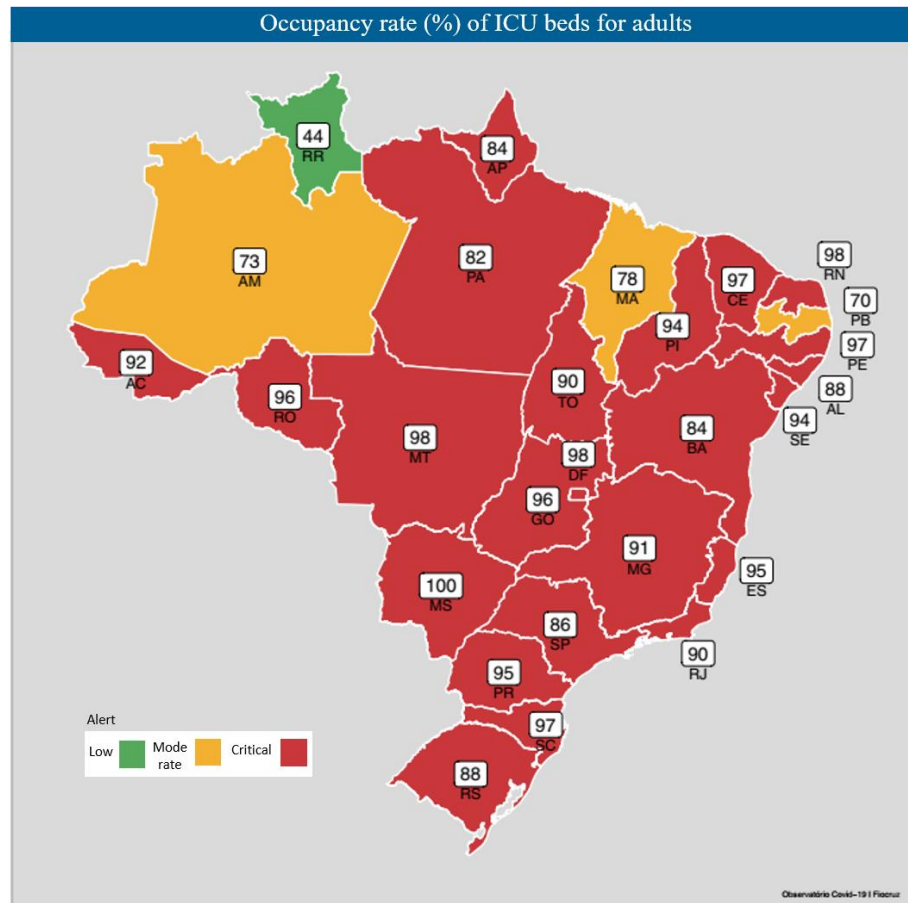 Occupancy rate (%) of ICU beds for adults
44
RR
84
AP
73
AM
82
PA
78
MA
97
CE
98
RN
70
PB
94
PI
97
PE
92
AC
96
RO
90
TO
88
AL
94
SE
98
MT
98
DF
84
BA
96
GO
91
MG
95
ES
100
MS
86
SP
90
RJ
95
PR
97
SC
88
RS
Alert
Low
Mode
rate
Critical
Observatório Covid-19 | Fiocruz